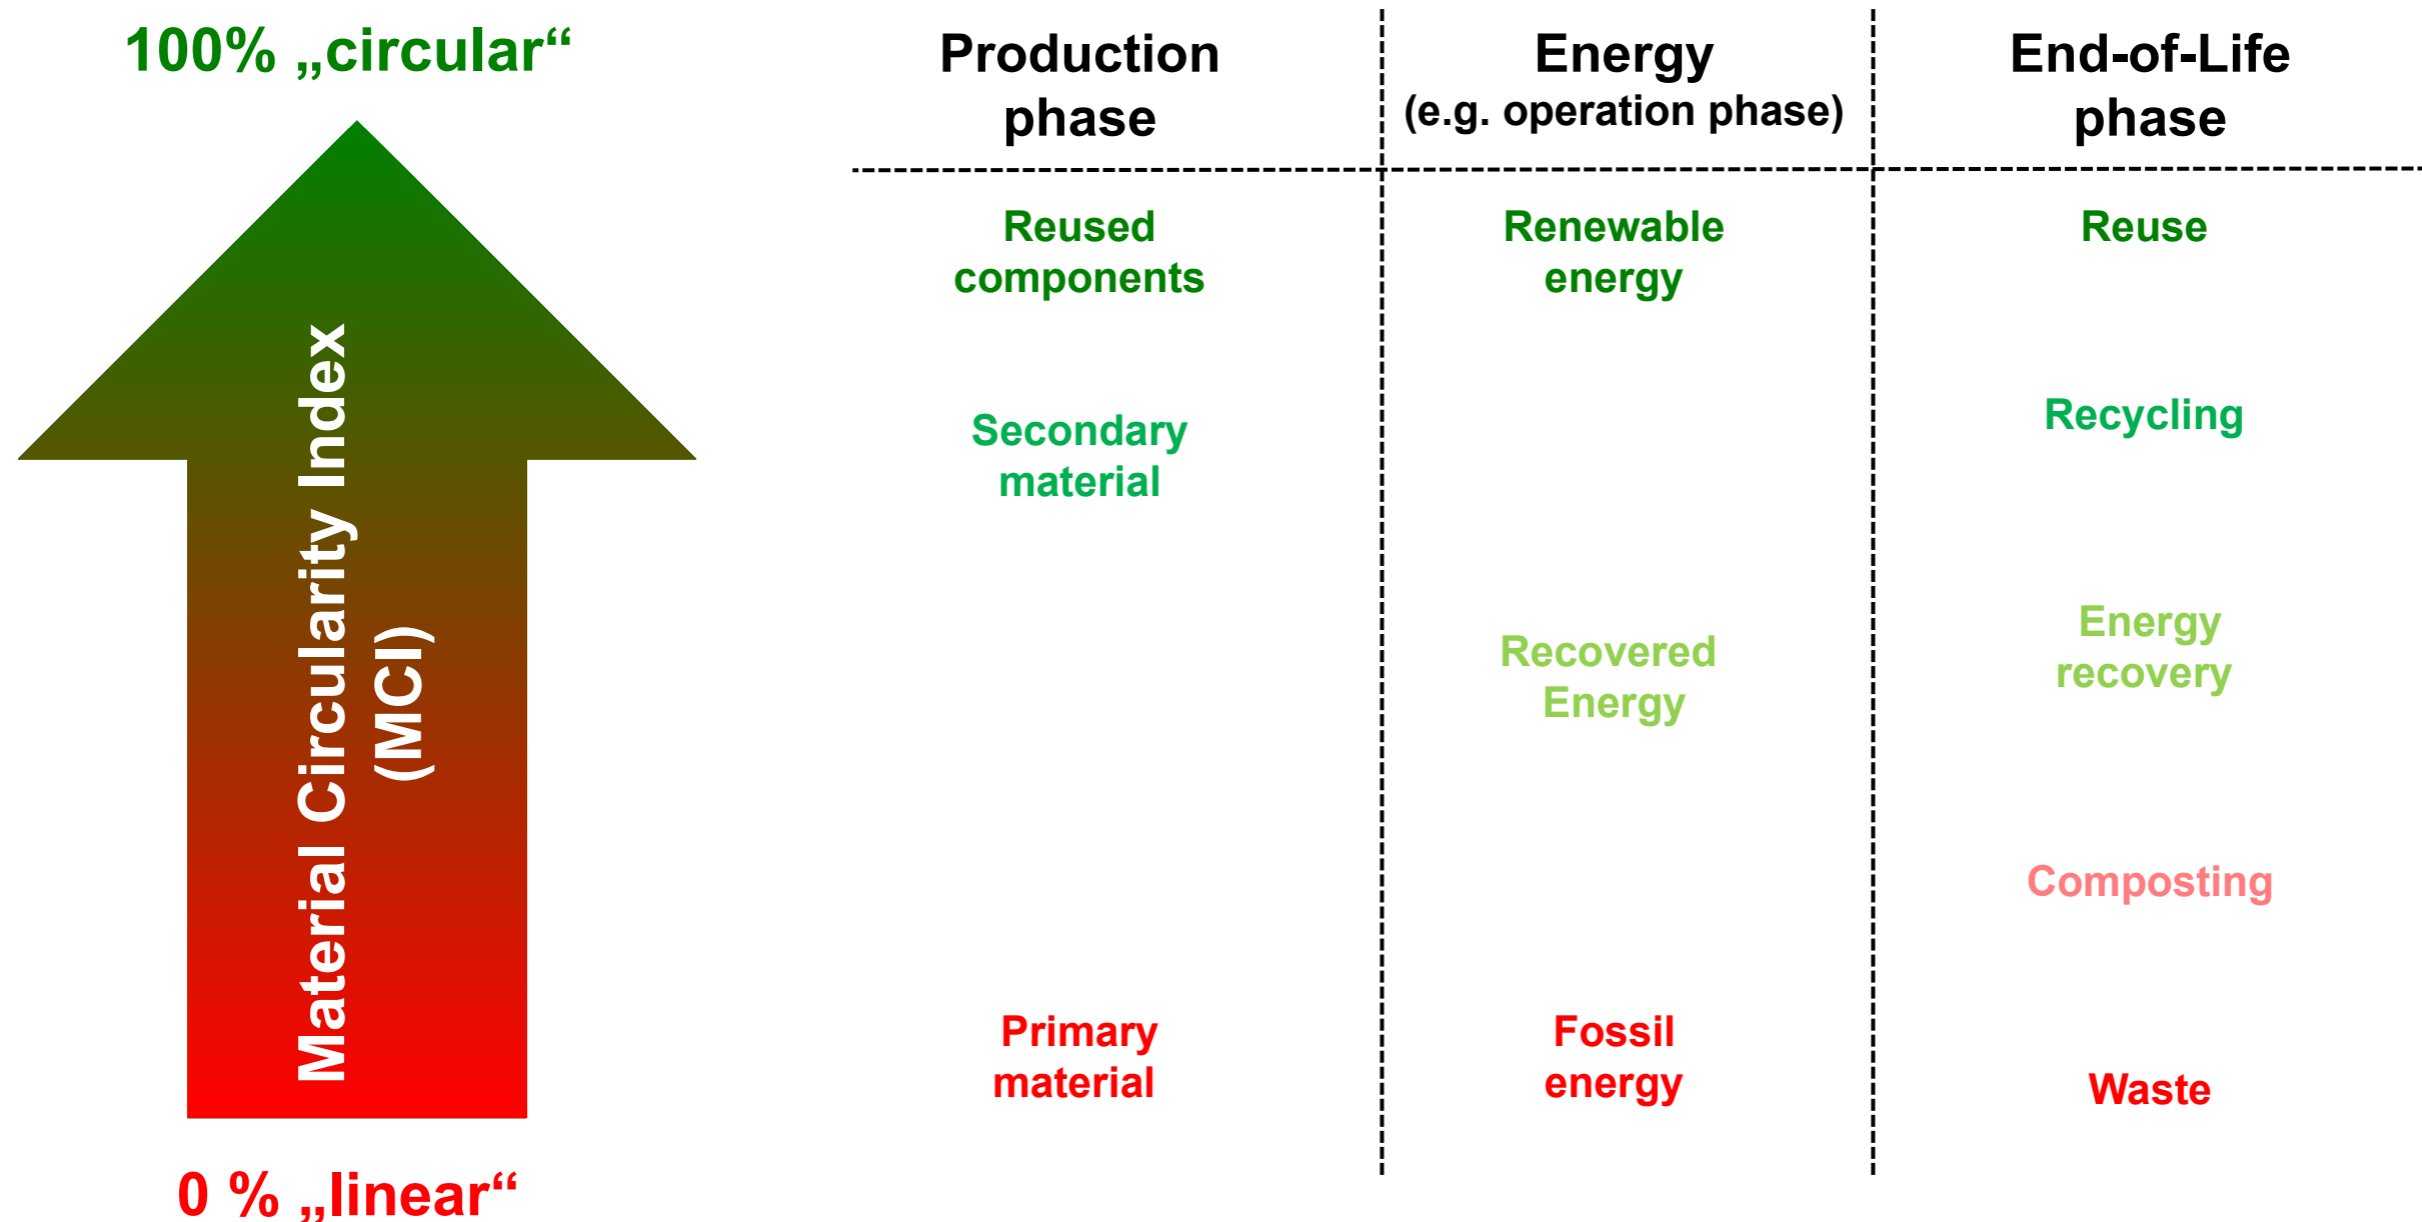 100% „circular“
Material Circularity Index
(MCI)
0 % „linear“
Production
phase
Energy
(e.g. operation phase)
End-of-Life
phase
Reused
components
Renewable
energy
Reuse
Secondary
material
Recycling
Recovered
Energy
Energy
recovery
Composting
Primary
material
Fossil
energy
Waste